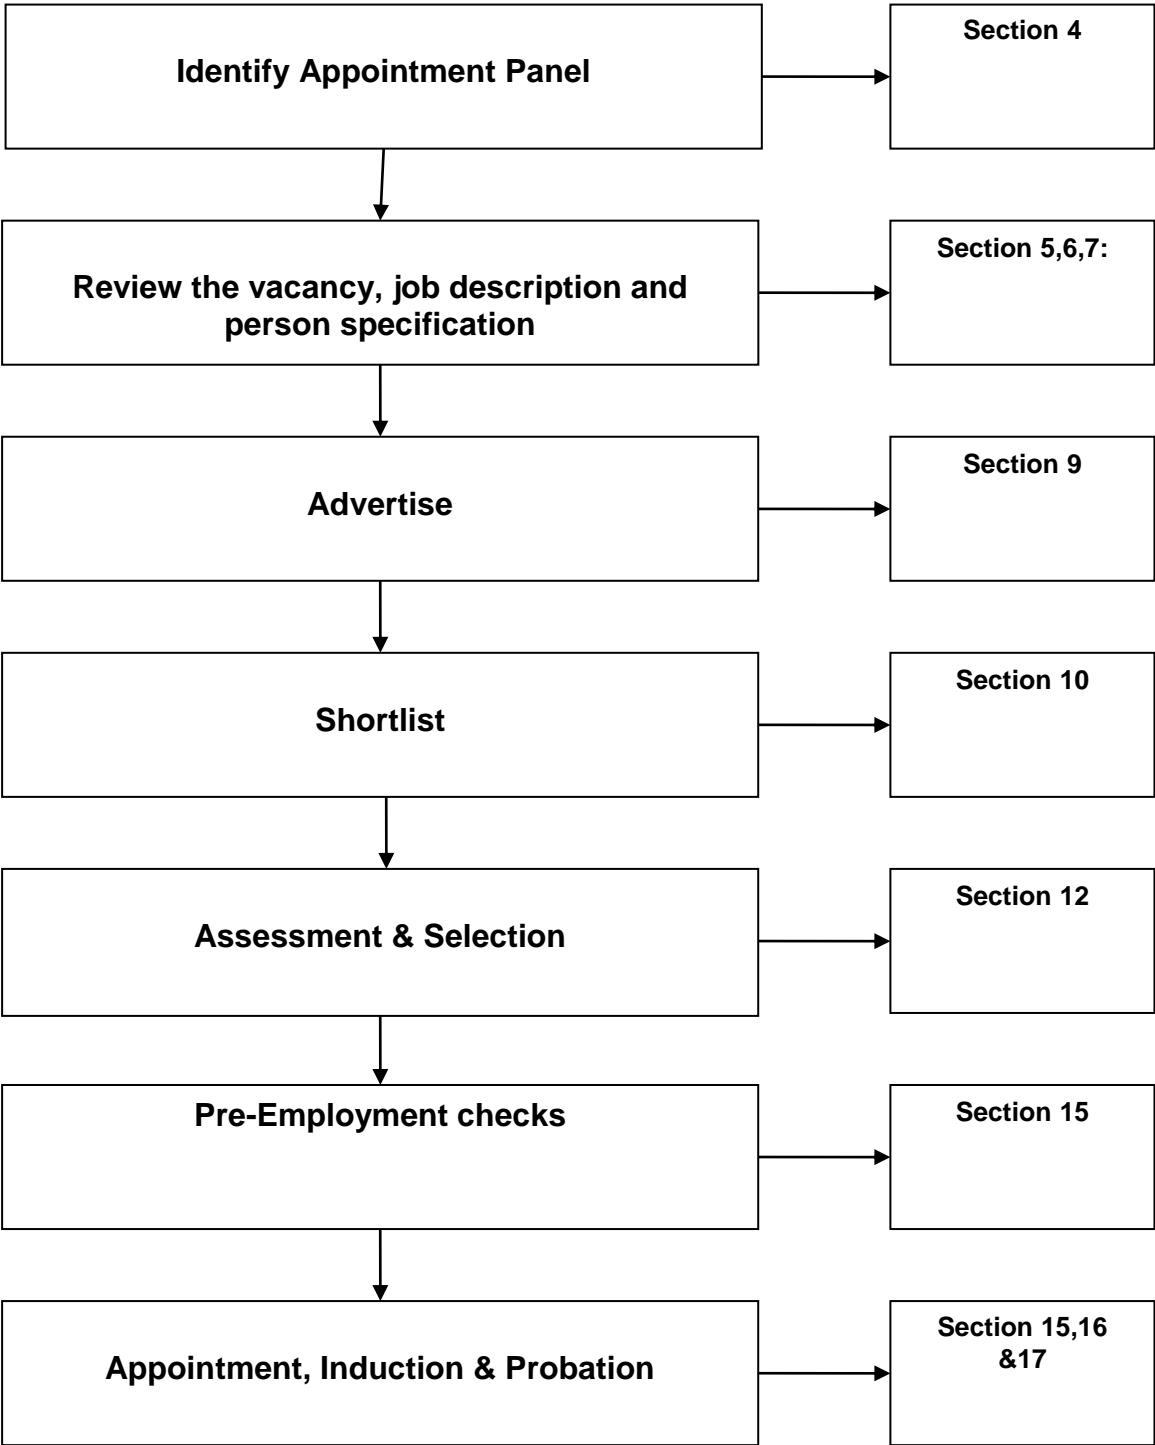 Identify Appointment Panel
Section 4
Review the vacancy, job description and
person specification
Section 5,6,7:
Advertise
Section 9
Shortlist
Section 10
Assessment & Selection
Section 12
Pre-Employment checks
Section 15
Appointment, Induction & Probation
Section 15,16
&17